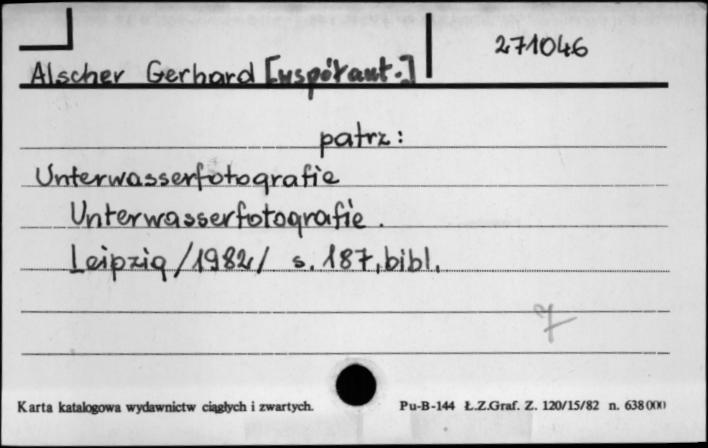 271046
Alscher Gerhard [współaut.]
patrz:
Unterwasserfotografie
Unterwasserfotografie.
Leipzig /1982/ s. 187, bibl.
7
Karta katalogowa wydawnictw ciągłych i zwartych. Pu-B-144 Ł.Z.Graf. Z. 120/15/82 n. 638000